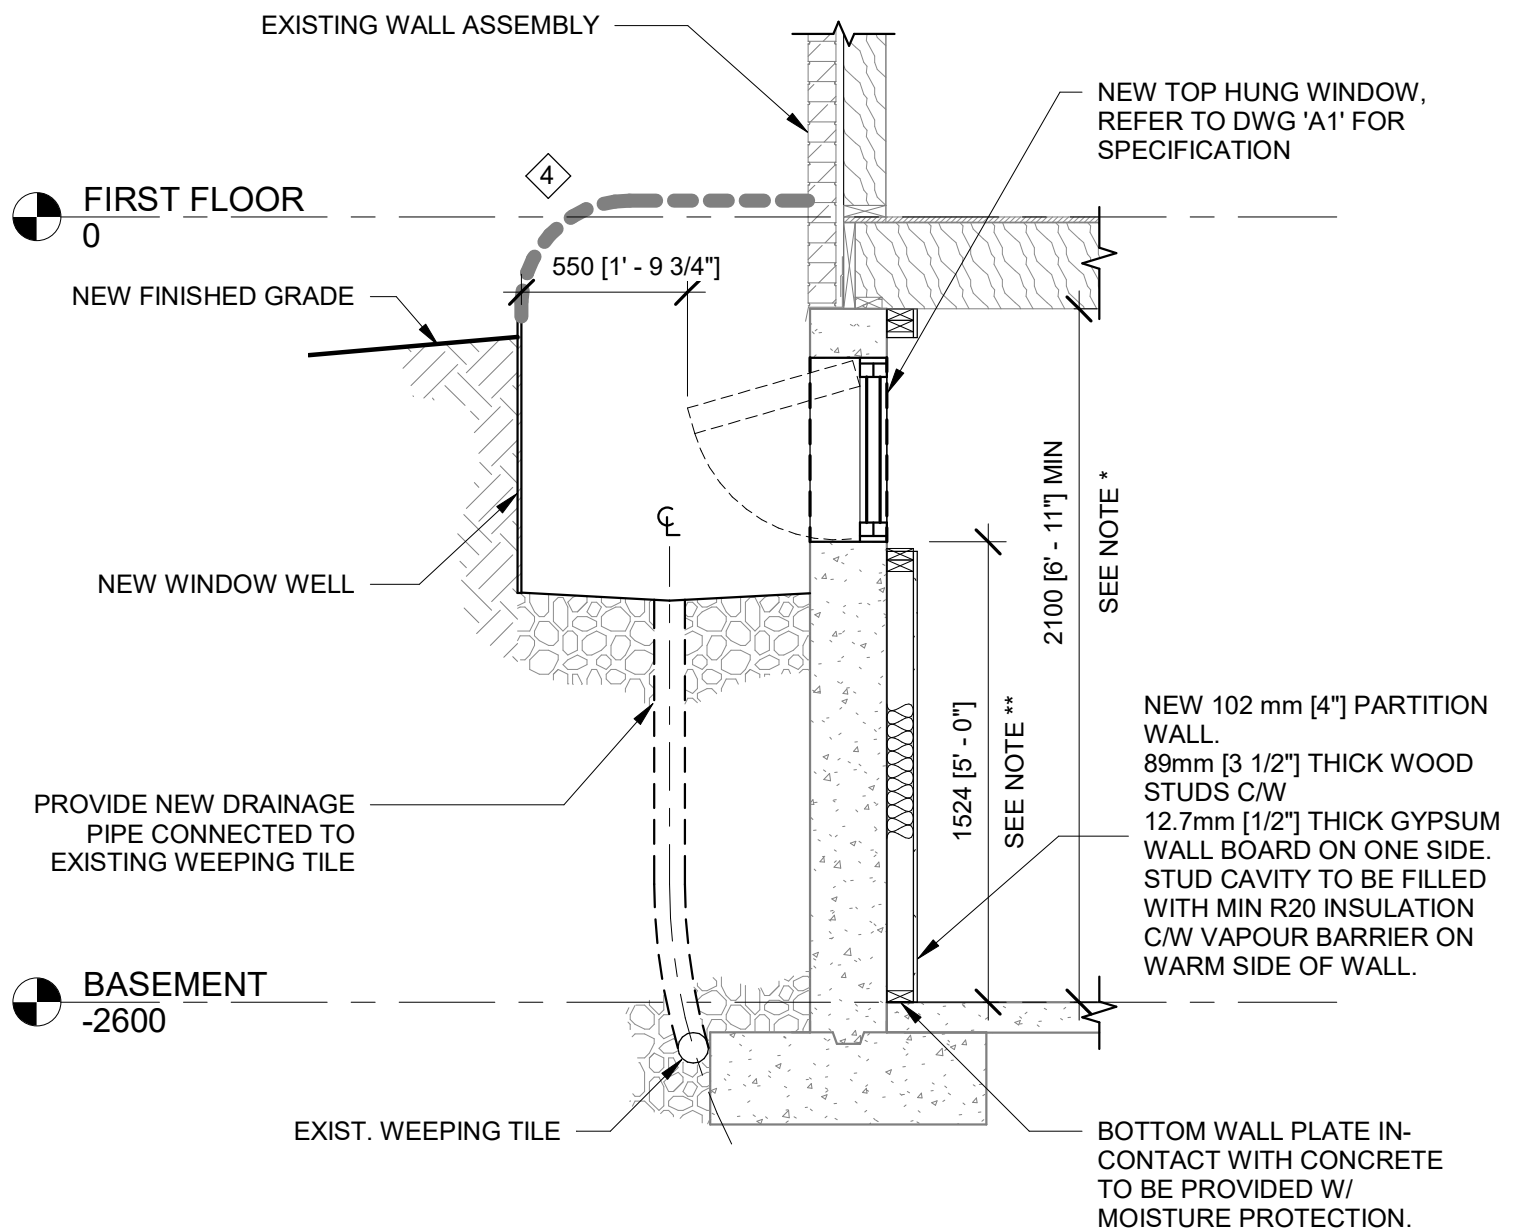 EXISTING WALL ASSEMBLY
NEW TOP HUNG WINDOW,
REFER TO DWG 'A1' FOR
SPECIFICATION
4
FIRST FLOOR
0
550 [1' - 9 3/4"]
NEW FINISHED GRADE
2100 [6' - 11"] MIN
SEE NOTE *
℄
NEW WINDOW WELL
1524 [5' - 0"]
SEE NOTE **
NEW 102 mm [4"] PARTITION
WALL.
89mm [3 1/2"] THICK WOOD
STUDS C/W
12.7mm [1/2"] THICK GYPSUM
WALL BOARD ON ONE SIDE.
STUD CAVITY TO BE FILLED
WITH MIN R20 INSULATION
C/W VAPOUR BARRIER ON
WARM SIDE OF WALL.
PROVIDE NEW DRAINAGE
PIPE CONNECTED TO
EXISTING WEEPING TILE
BASEMENT
-2600
EXIST. WEEPING TILE
BOTTOM WALL PLATE IN-
CONTACT WITH CONCRETE
TO BE PROVIDED W/
MOISTURE PROTECTION.